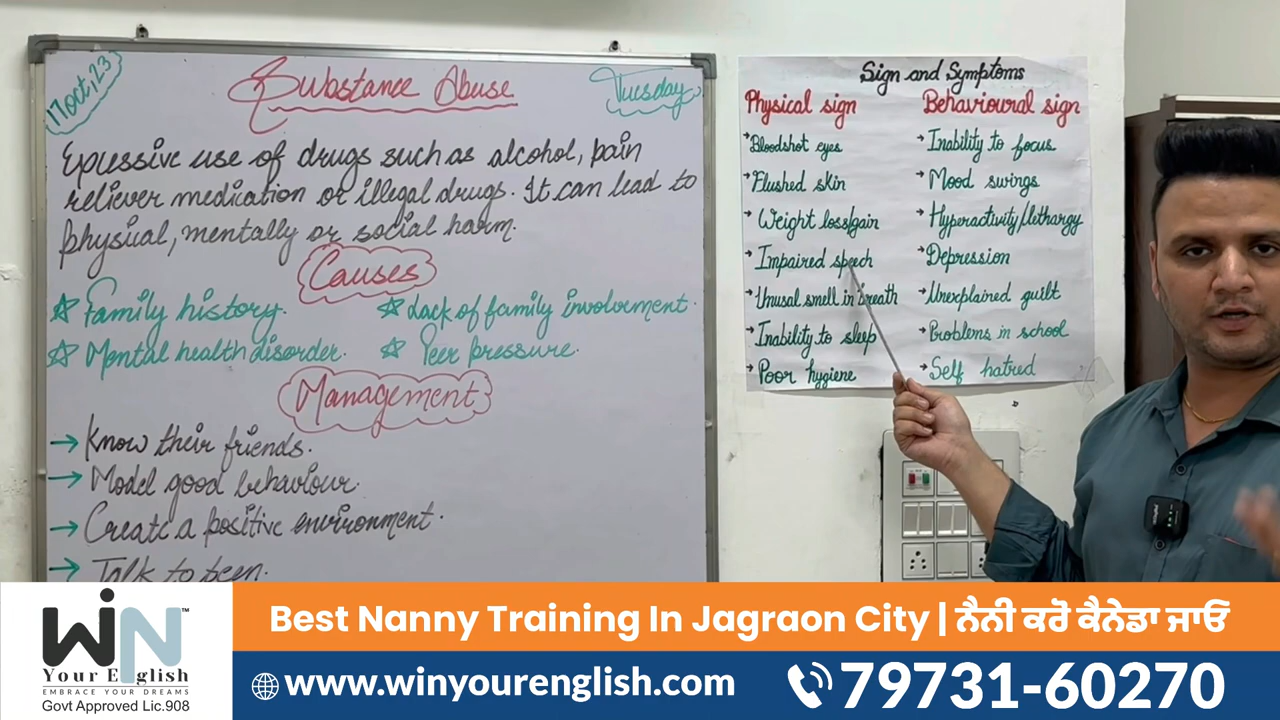 17 oct, 23
Substance Abuse
Tuesday
Excessive use of drugs such as alcohol, pain
reliever medication or illegal drugs. It can lead to
physical, mentally or social harm.
Causes
☆ Family history.
☆ Lack of family involvment.
☆ Mental health disorder.
☆ Peer pressure.
Management
→ Know their friends.
→ Model good behaviour.
→ Create a positive environment.
→ Talk to teen.
Sign and Symptoms
Physical sign
→ Bloodshot eyes
→ Flushed skin
→ Weight loss/gain
→ Impaired speech
→ Unusal smell in breath
→ Inability to sleep
→ Poor hygiene
Behavioural sign
→ Inability to focus
→ Mood swings
→ Hyperactivity/lethargy
→ Depression
→ Unexplained guilt
→ Problems in school
→ Self hatred
WiN™
Your English
EMBRACE YOUR DREAMS
Govt Approved Lic.908
Best Nanny Training In Jagraon City | ਨੈਨੀ ਕਰੋ ਕੈਨੇਡਾ ਜਾਓ
www.winyourenglish.com
79731-60270